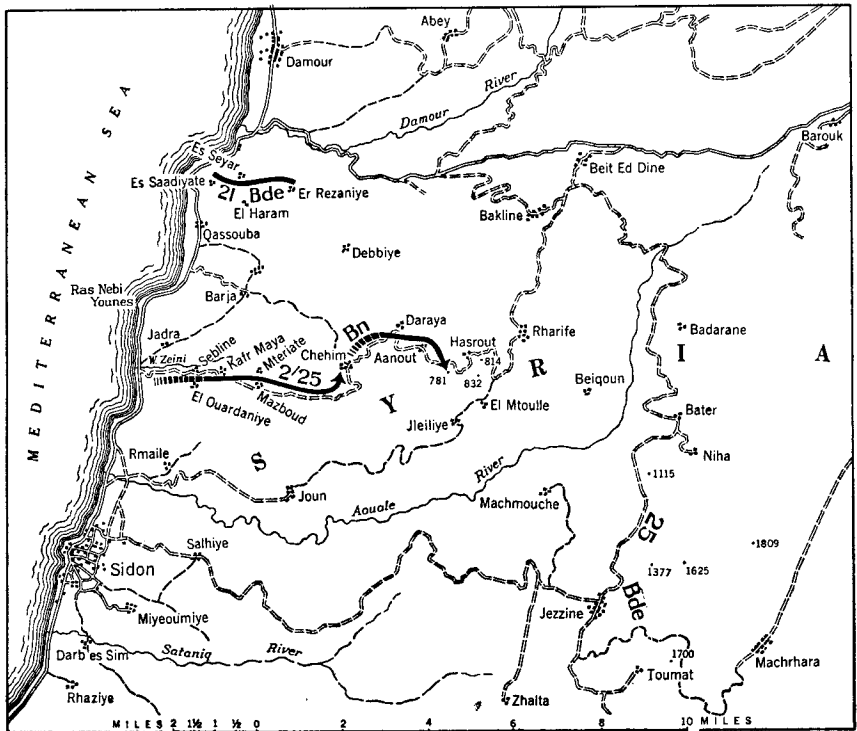 Abey
Damour
Damour River
Barouk
Es Seyar
Beit Ed Dine
Es Saadiyate
21 Bde
Er Rezaniye
El Haram
Bakline
Qassouba
Debbiye
MEDITERRANEAN SEA
Ras Nebi
Younes
Barja
Jadra
Daraya
Bn
Rharife
Badarane
W. Zeini
Sebline
Kafr Maya
Mteriate
Chehim
Aanout
Hasrout
814
2/25
781
832
El Ouardaniye
Mazboud
SYRIA
Beiqoun
El Mtoulle
Jleiliye
Bater
Niha
Rmaile
Joun
Aouole River
Machmouche
1115
25 Bde
1809
Salhiye
1377
1625
Sidon
Jezzine
Miyeoumiye
Sataniq River
Darb es Sim
1700
Toumat
Machrhara
Rhaziye
Zhalta
MILES 2 1½ 1 ½ 0 2 4 6 8 10 MILES